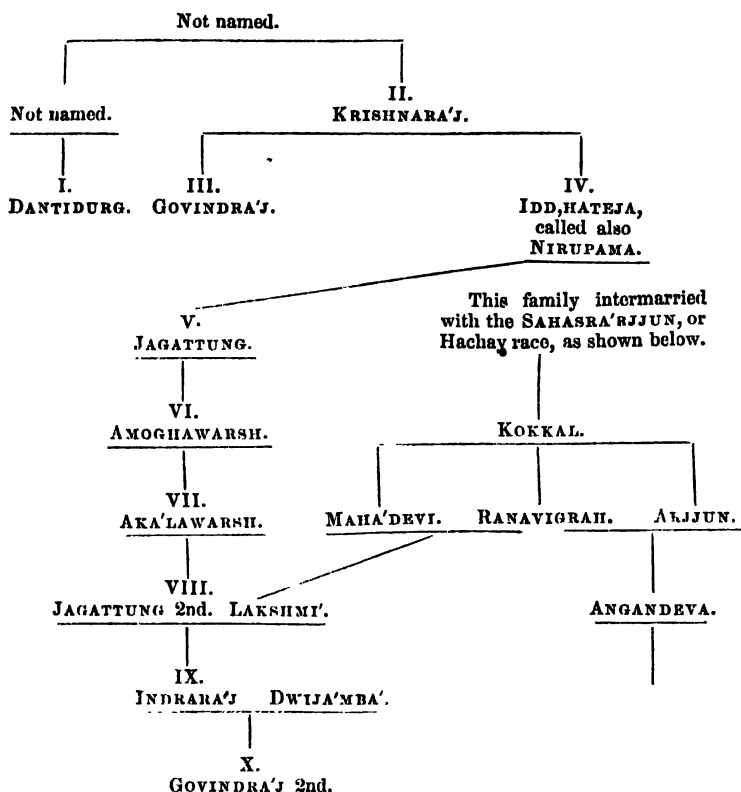 Not named.
II.
Not named. KRISHNARA'J.
I. III. IV.
DANTIDURG. GOVINDRA'J. IDD,HATEJA,
called also
NIRUPAMA.
This family intermarried
V. with the SAHASRA'RJJUN, or
JAGATTUNG. Hachay race, as shown below.
VI.
AMOGHAWARSH. KOKKAL.
VII.
AKA'LAWARSH. MAHA'DEVI. RANAVIGRAH. ARJJUN.
VIII.
JAGATTUNG 2nd. LAKSHMI'. ANGANDEVA.
IX.
INDRARA'J DWIJA'MBA'.
X.
GOVINDRA'J 2nd.